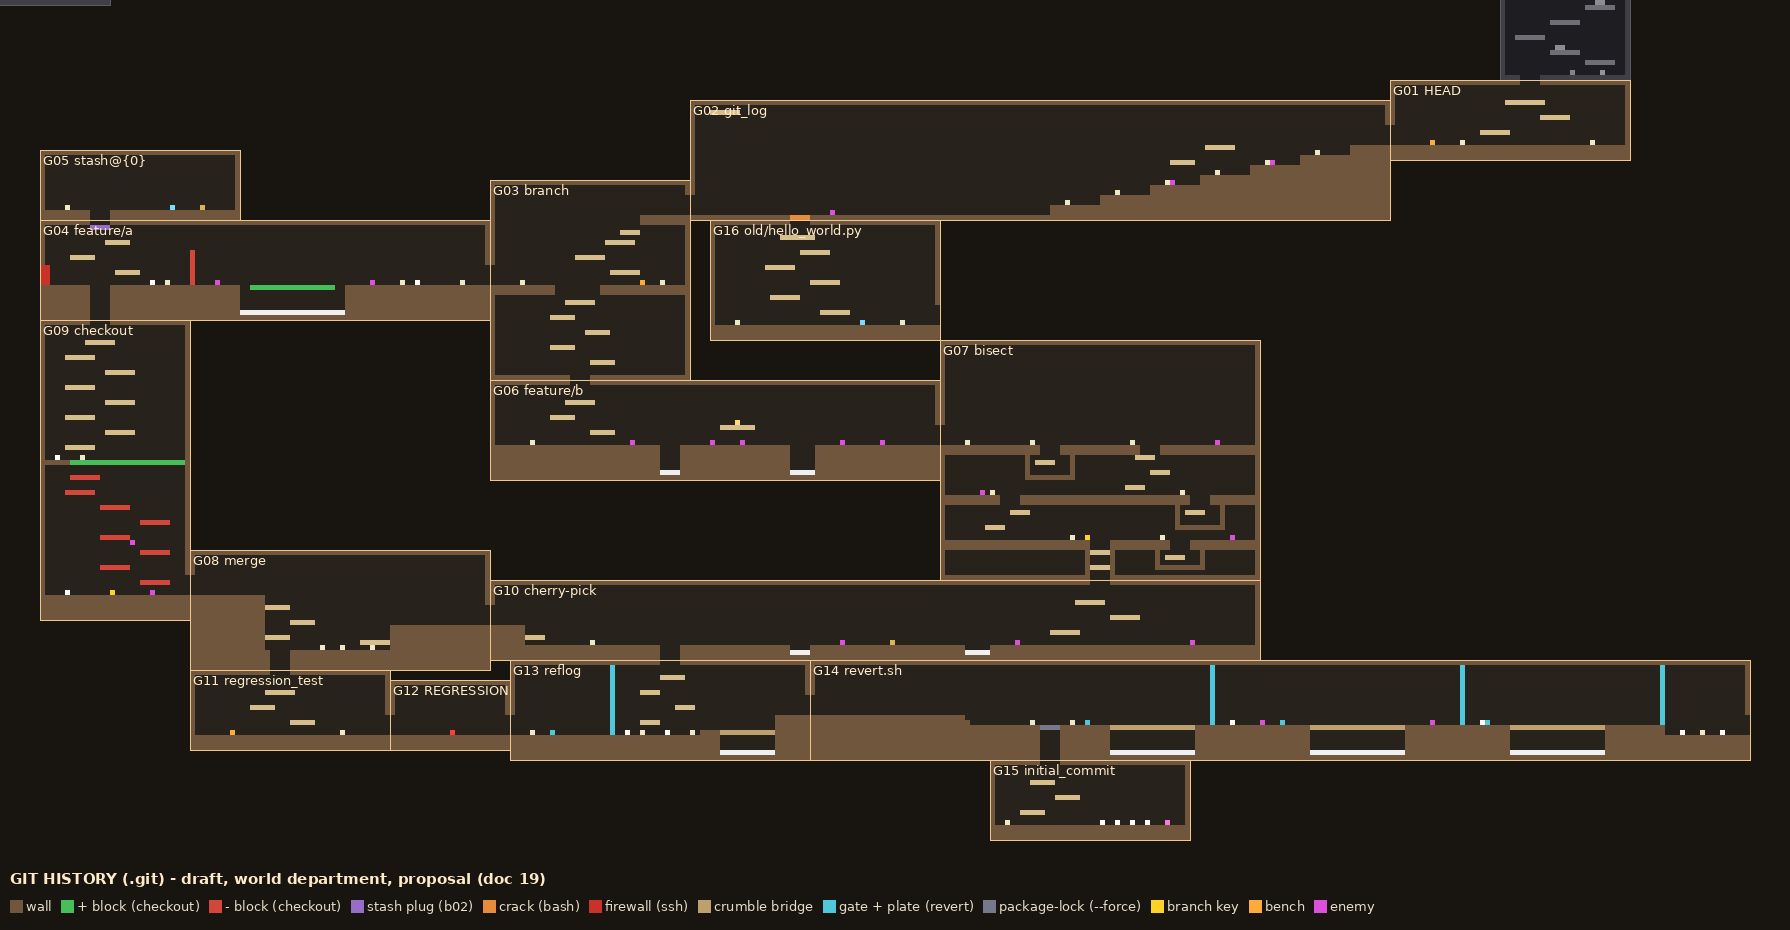 G01 HEAD
G02 git_log
G05 stash@{0}
G03 branch
G04 feature/a
G16 old/hello_world.py
G09 checkout
G07 bisect
G06 feature/b
G08 merge
G10 cherry-pick
G11 regression_test
G12 REGRESSION
G13 reflog
G14 revert.sh
G15 initial_commit
GIT HISTORY (.git) - draft, world department, proposal (doc 19)
wall + block (checkout) - block (checkout) stash plug (b02) crack (bash) firewall (ssh) crumble bridge gate + plate (revert) package-lock (--force) branch key bench enemy